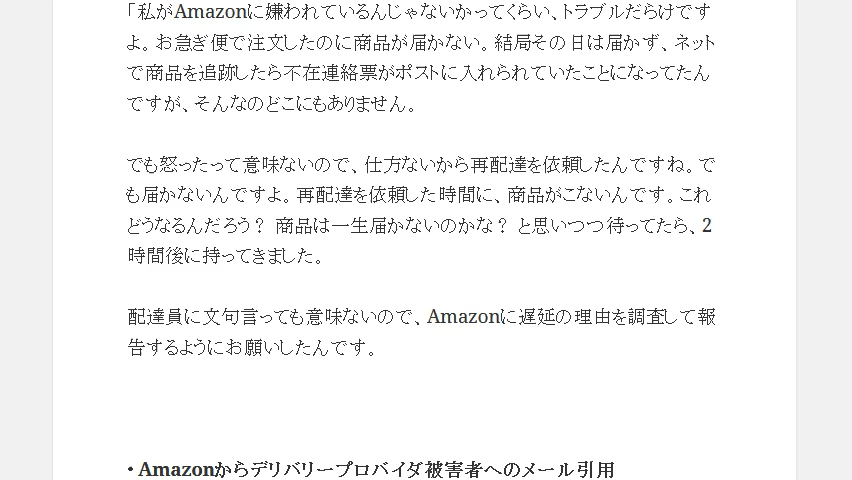 「私がAmazonに嫌われているんじゃないかってくらい、トラブルだらけです
よ。お急ぎ便で注文したのに商品が届かない。結局その日は届かず、ネット
で商品を追跡したら不在連絡票がポストに入れられていたことになってたん
ですが、そんなのどこにもありません。
でも怒ったって意味ないので、仕方ないから再配達を依頼したんですね。で
も届かないんですよ。再配達を依頼した時間に、商品がこないんです。これ
どうなるんだろう？ 商品は一生届かないのかな？ と思いつつ待ってたら、2
時間後に持ってきました。
配達員に文句言っても意味ないので、Amazonに遅延の理由を調査して報
告するようにお願いしたんです。
・Amazonからデリバリープロバイダ被害者へのメール引用